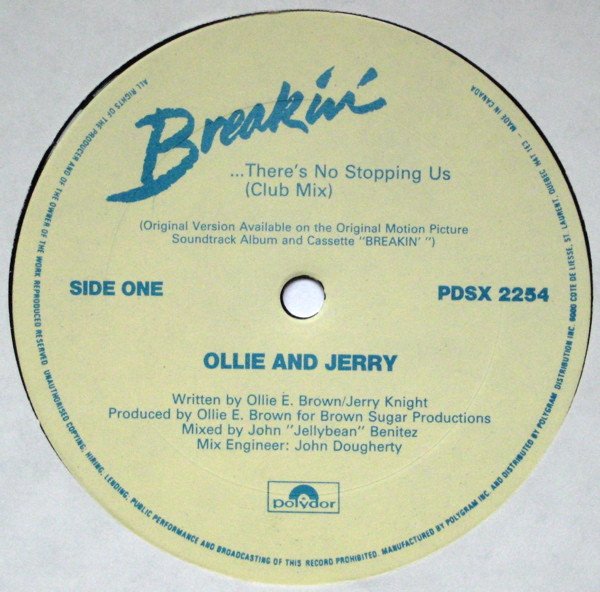 Breakin'
...There's No Stopping Us
(Club Mix)
(Original Version Available on the Original Motion Picture
Soundtrack Album and Cassette "BREAKIN' ")
SIDE ONE
PDSX 2254
OLLIE AND JERRY
Written by Ollie E. Brown/Jerry Knight
Produced by Ollie E. Brown for Brown Sugar Productions
Mixed by John "Jellybean" Benitez
Mix Engineer: John Dougherty
polydor
ALL RIGHTS OF THE PRODUCER AND OF THE OWNER OF THE WORK REPRODUCED RESERVED UNAUTHORISED COPYING, HIRING, LENDING, PUBLIC PERFORMANCE AND BROADCASTING OF THIS RECORD PROHIBITED. MANUFACTURED BY POLYGRAM INC. AND DISTRIBUTED BY POLYGRAM DISTRIBUTION INC. 6000 COTE DE LIESSE, ST. LAURENT, QUEBEC H4T 1E3 - MADE IN CANADA